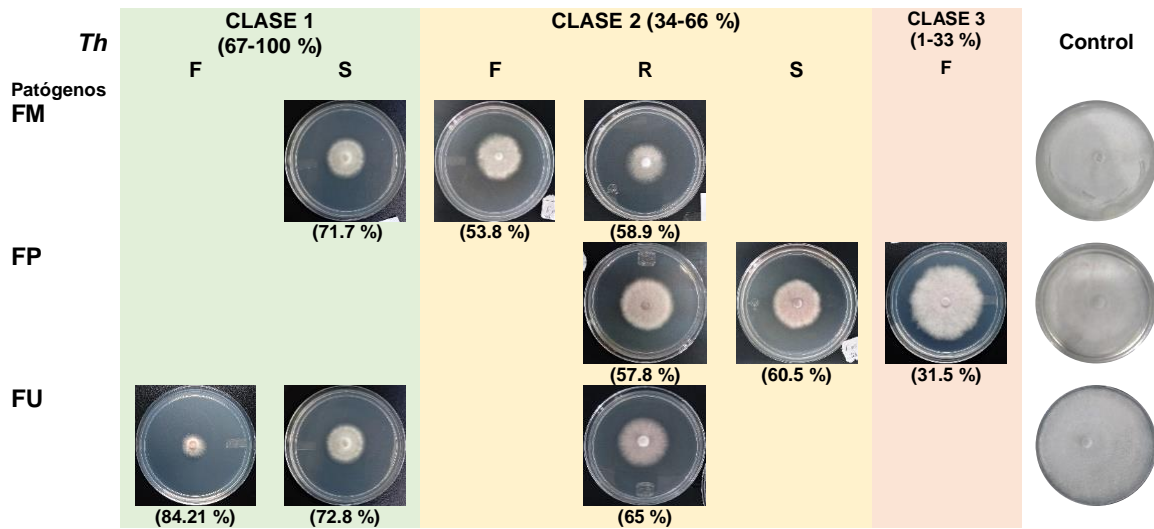 CLASE 1
(67-100 %)
CLASE 2 (34-66 %)
CLASE 3
(1-33 %)
Th
Control
F S F R S F
Patógenos
FM
(71.7 %) (53.8 %) (58.9 %)
FP
(57.8 %) (60.5 %) (31.5 %)
FU
(84.21 %) (72.8 %) (65 %)